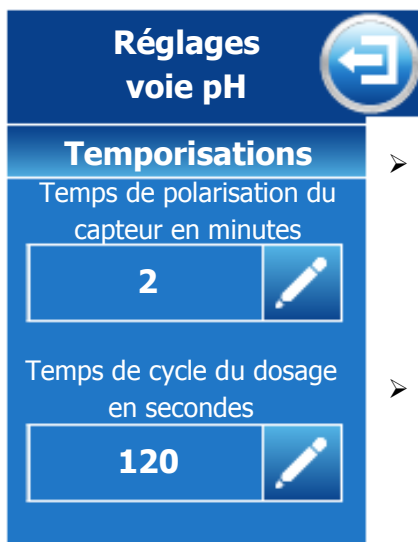 Réglages
voie pH
Temporisations
Temps de polarisation du
capteur en minutes
2
Temps de cycle du dosage
en secondes
120